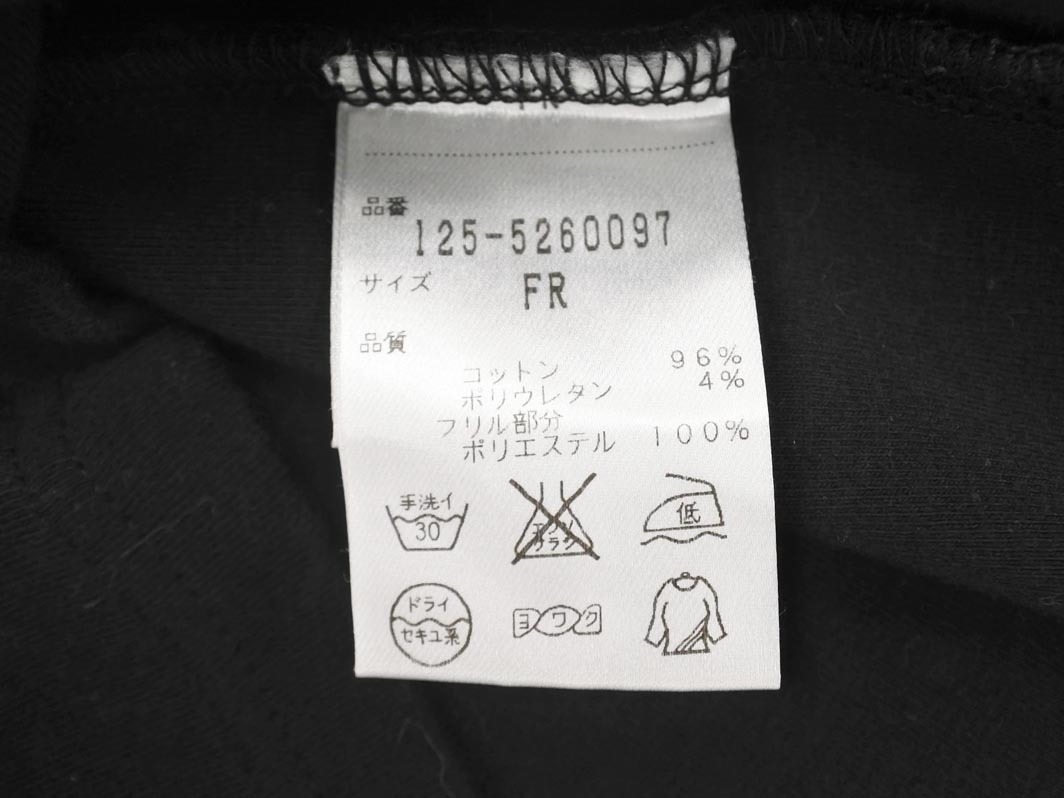 品番
125-5260097
サイズ FR
品質
コットン 96%
ポリウレタン 4%
フリル部分
ポリエステル 100%
手洗イ
30
低
ドライ
セキユ系
ヨワク